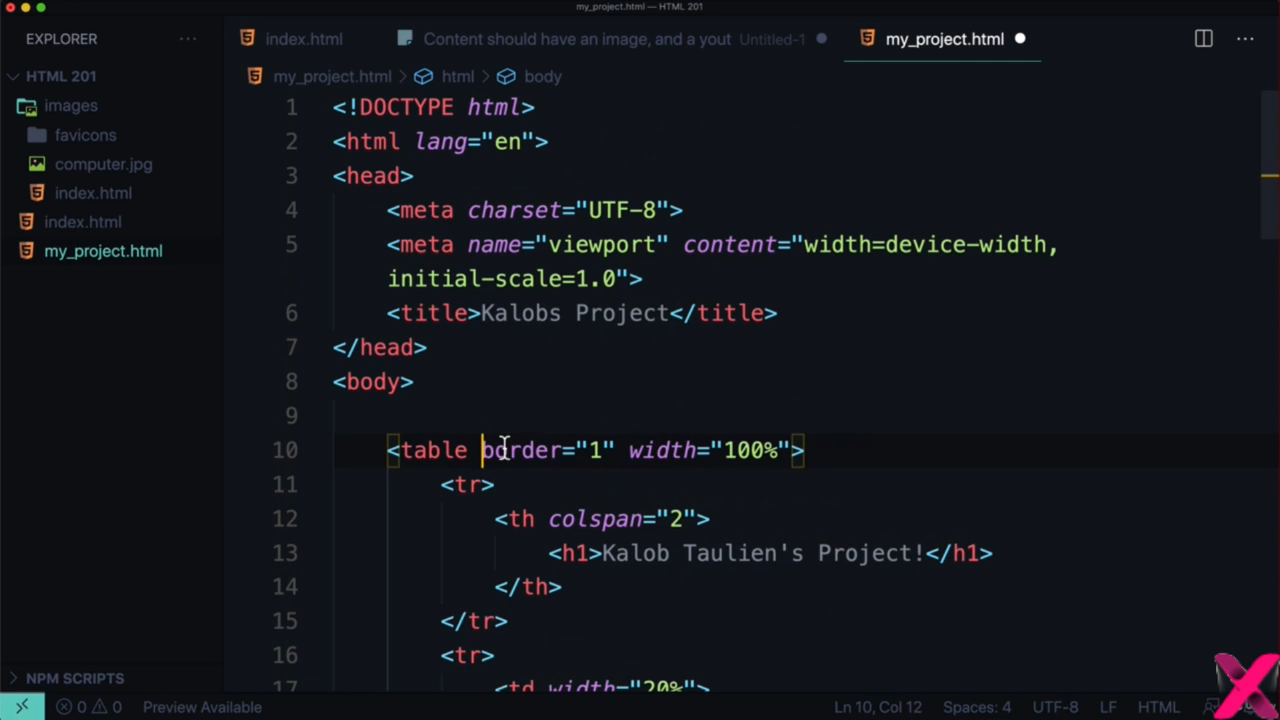 my_project.html — HTML 201
EXPLORER ···
index.html
Content should have an image, and a yout Untitled-1
my_project.html
···
HTML 201
my_project.html > html > body
images
favicons
computer.jpg
index.html
index.html
my_project.html
1 <!DOCTYPE html>
2 <html lang="en">
3 <head>
4 <meta charset="UTF-8">
5 <meta name="viewport" content="width=device-width,
initial-scale=1.0">
6 <title>Kalobs Project</title>
7 </head>
8 <body>
9
10 <table border="1" width="100%">
11 <tr>
12 <th colspan="2">
13 <h1>Kalob Taulien's Project!</h1>
14 </th>
15 </tr>
16 <tr>
17 <td width="20%">
NPM SCRIPTS
0 0 Preview Available
Ln 10, Col 12 Spaces: 4 UTF-8 LF HTML